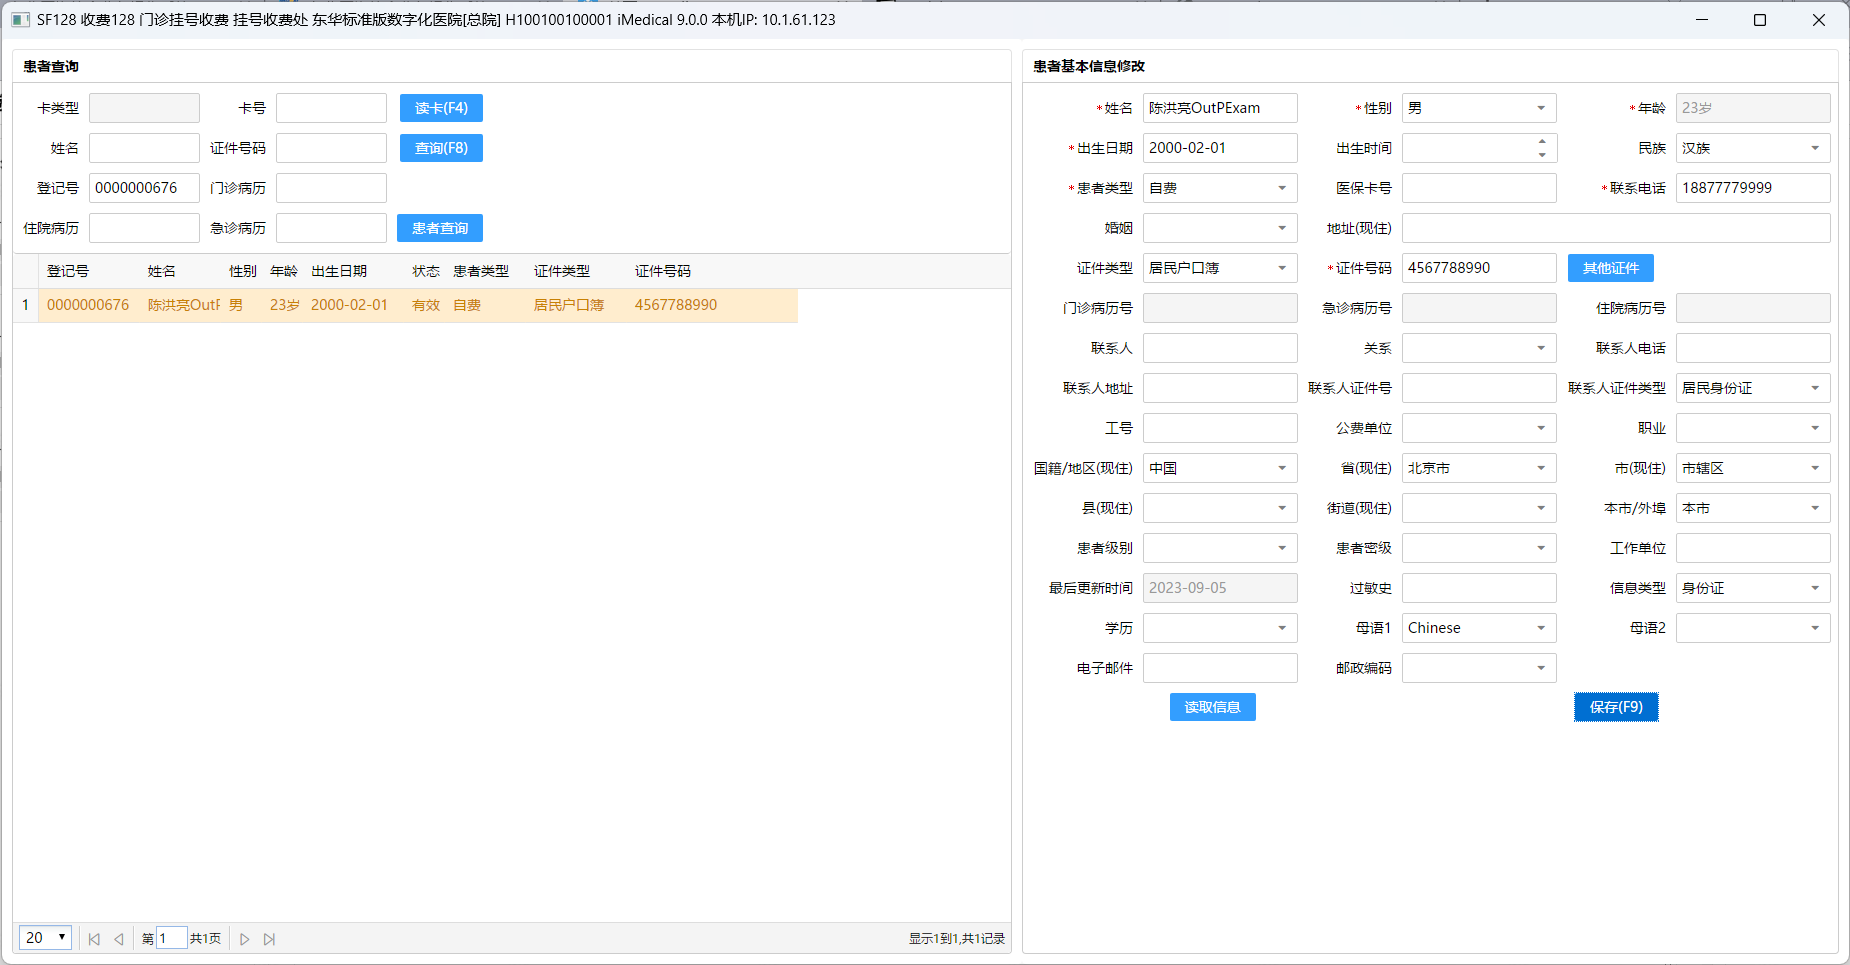 SF128 收费128 门诊挂号收费 挂号收费处 东华标准版数字化医院[总院] H100100100001 iMedical 9.0.0 本机IP: 10.1.61.123
患者查询
卡类型 卡号 读卡(F4)
姓名 证件号码 查询(F8)
登记号 0000000676 门诊病历
住院病历 急诊病历 患者查询
登记号 姓名 性别 年龄 出生日期 状态 患者类型 证件类型 证件号码
1 0000000676 陈洪亮OutP 男 23岁 2000-02-01 有效 自费 居民户口簿 4567788990
20 第 1 共1页 显示1到1,共1记录
患者基本信息修改
*姓名 陈洪亮OutPExam *性别 男 *年龄 23岁
*出生日期 2000-02-01 出生时间 民族 汉族
*患者类型 自费 医保卡号 *联系电话 18877779999
婚姻 地址(现住)
证件类型 居民户口簿 *证件号码 4567788990 其他证件
门诊病历号 急诊病历号 住院病历号
联系人 关系 联系人电话
联系人地址 联系人证件号 联系人证件类型 居民身份证
工号 公费单位 职业
国籍/地区(现住) 中国 省(现住) 北京市 市(现住) 市辖区
县(现住) 街道(现住) 本市/外埠 本市
患者级别 患者密级 工作单位
最后更新时间 2023-09-05 过敏史 信息类型 身份证
学历 母语1 Chinese 母语2
电子邮件 邮政编码
读取信息 保存(F9)